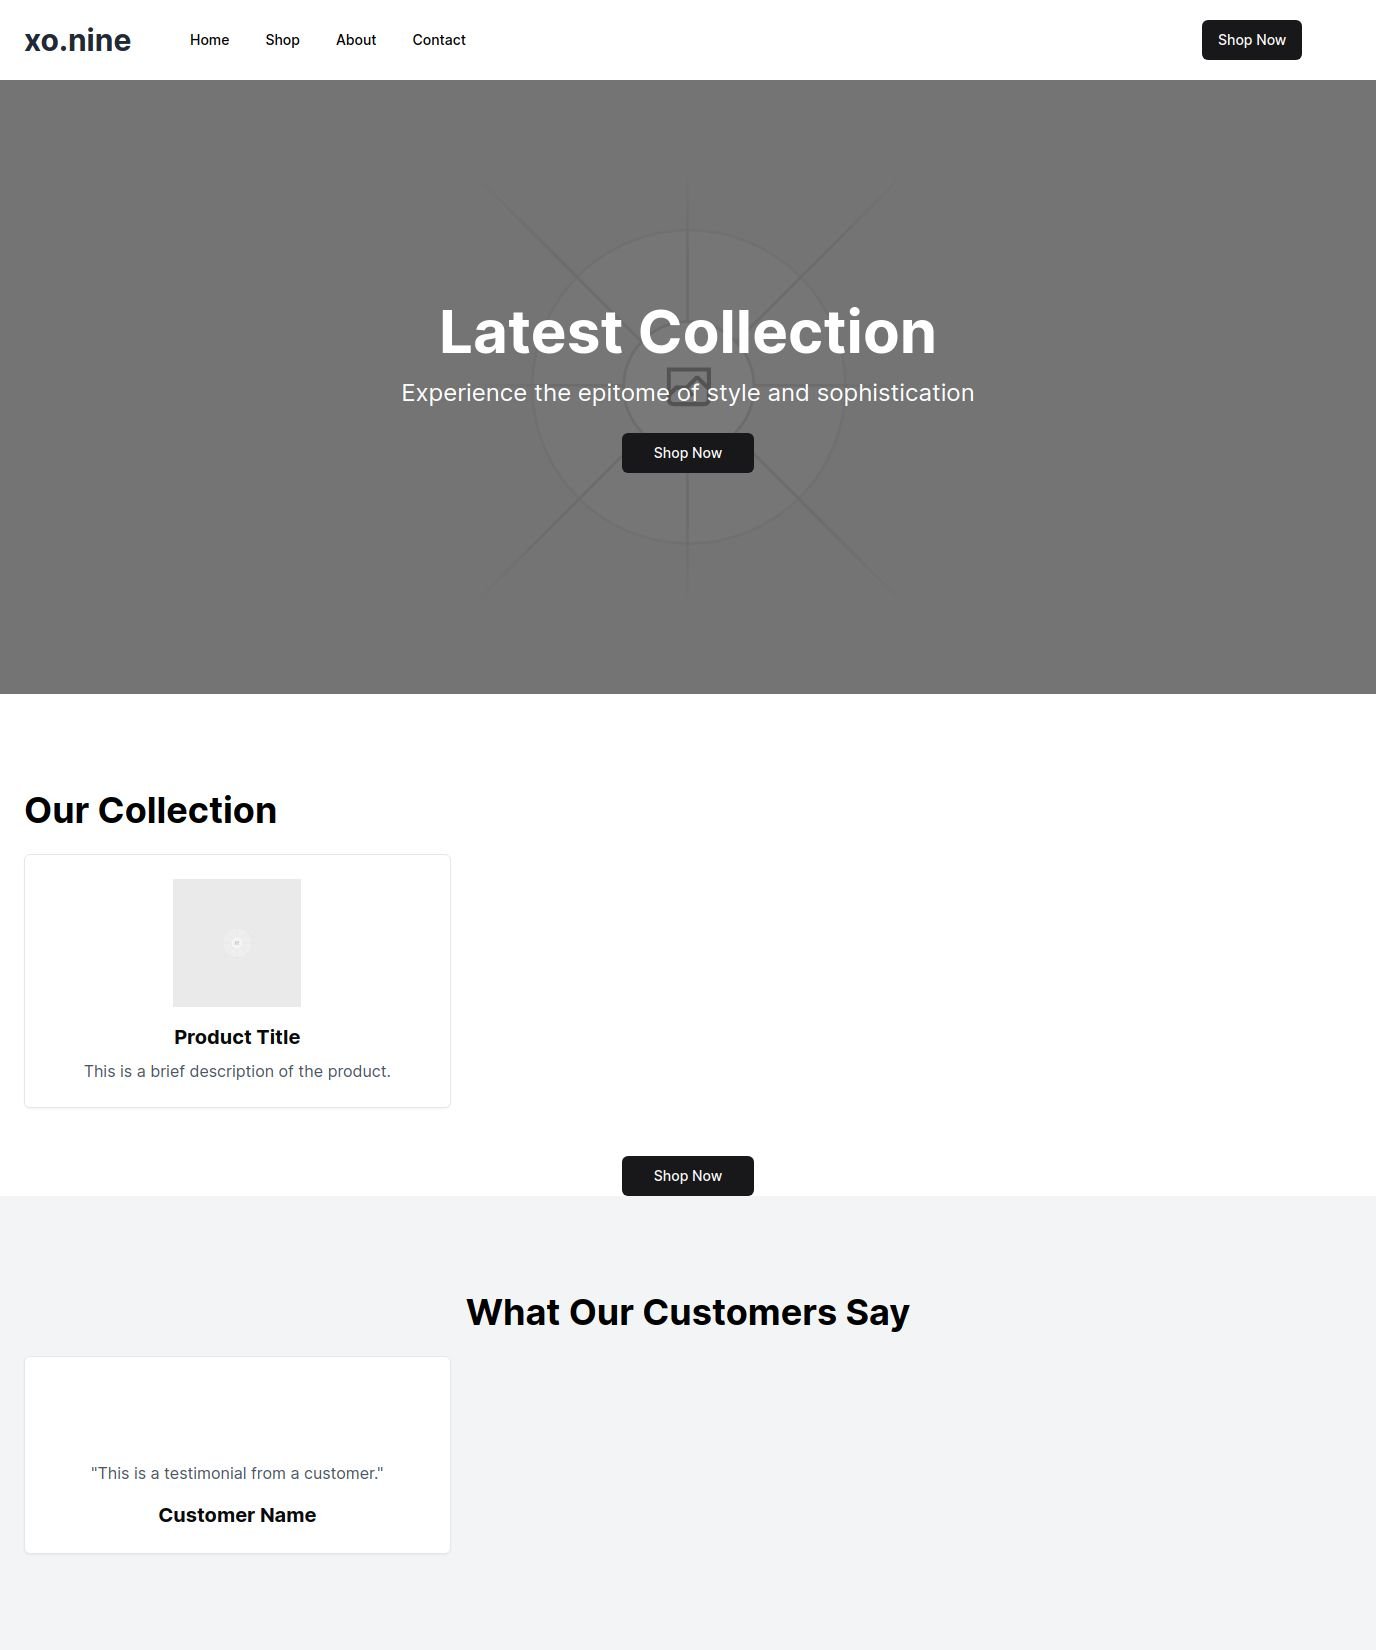 xo.nine
Home
Shop
About
Contact
Shop Now
Latest Collection
Experience the epitome of style and sophistication
Shop Now
Our Collection
Product Title
This is a brief description of the product.
Shop Now
What Our Customers Say
"This is a testimonial from a customer."
Customer Name